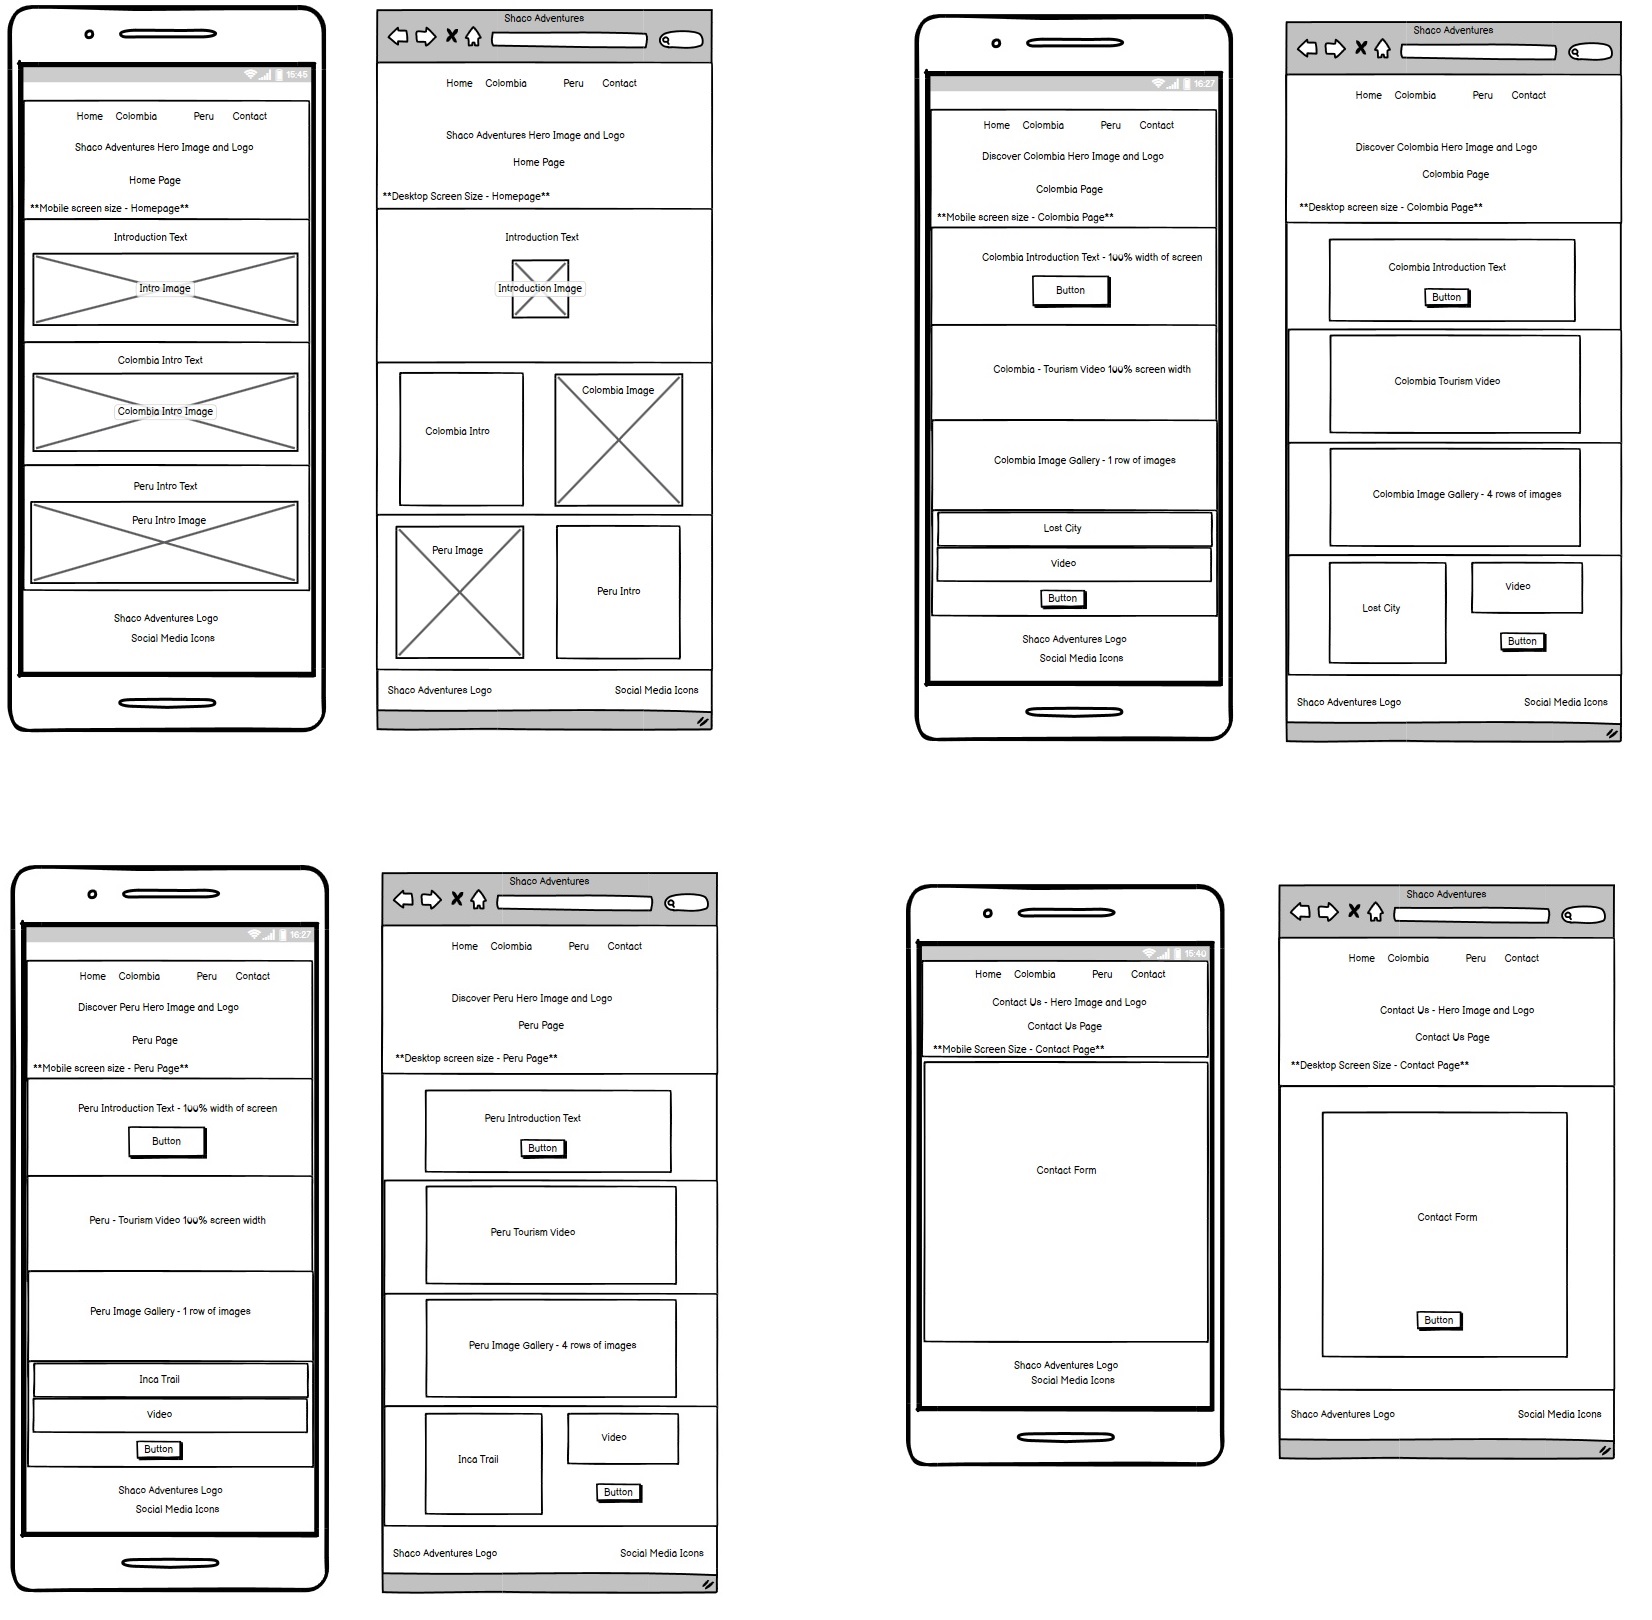 15:45
Home Colombia Peru Contact
Shaco Adventures Hero Image and Logo
Home Page
**Mobile screen size - Homepage**
Introduction Text
Intro Image
Colombia Intro Text
Colombia Intro Image
Peru Intro Text
Peru Intro Image
Shaco Adventures Logo
Social Media Icons
Shaco Adventures
Home Colombia Peru Contact
Shaco Adventures Hero Image and Logo
Home Page
**Desktop Screen Size - Homepage**
Introduction Text
Introduction Image
Colombia Intro
Colombia Image
Peru Image
Peru Intro
Shaco Adventures Logo Social Media Icons
16:27
Home Colombia Peru Contact
Discover Colombia Hero Image and Logo
Colombia Page
**Mobile screen size - Colombia Page**
Colombia Introduction Text - 100% width of screen
Button
Colombia - Tourism Video 100% screen width
Colombia Image Gallery - 1 row of images
Lost City
Video
Button
Shaco Adventures Logo
Social Media Icons
Shaco Adventures
Home Colombia Peru Contact
Discover Colombia Hero Image and Logo
Colombia Page
**Desktop screen size - Colombia Page**
Colombia Introduction Text
Button
Colombia Tourism Video
Colombia Image Gallery - 4 rows of images
Lost City
Video
Button
Shaco Adventures Logo Social Media Icons
16:27
Home Colombia Peru Contact
Discover Peru Hero Image and Logo
Peru Page
**Mobile screen size - Peru Page**
Peru Introduction Text - 100% width of screen
Button
Peru - Tourism Video 100% screen width
Peru Image Gallery - 1 row of images
Inca Trail
Video
Button
Shaco Adventures Logo
Social Media Icons
Shaco Adventures
Home Colombia Peru Contact
Discover Peru Hero Image and Logo
Peru Page
**Desktop screen size - Peru Page**
Peru Introduction Text
Button
Peru Tourism Video
Peru Image Gallery - 4 rows of images
Inca Trail
Video
Button
Shaco Adventures Logo Social Media Icons
16:40
Home Colombia Peru Contact
Contact Us - Hero Image and Logo
Contact Us Page
**Mobile Screen Size - Contact Page**
Contact Form
Shaco Adventures Logo
Social Media Icons
Shaco Adventures
Home Colombia Peru Contact
Contact Us - Hero Image and Logo
Contact Us Page
**Desktop Screen Size - Contact Page**
Contact Form
Button
Shaco Adventures Logo Social Media Icons